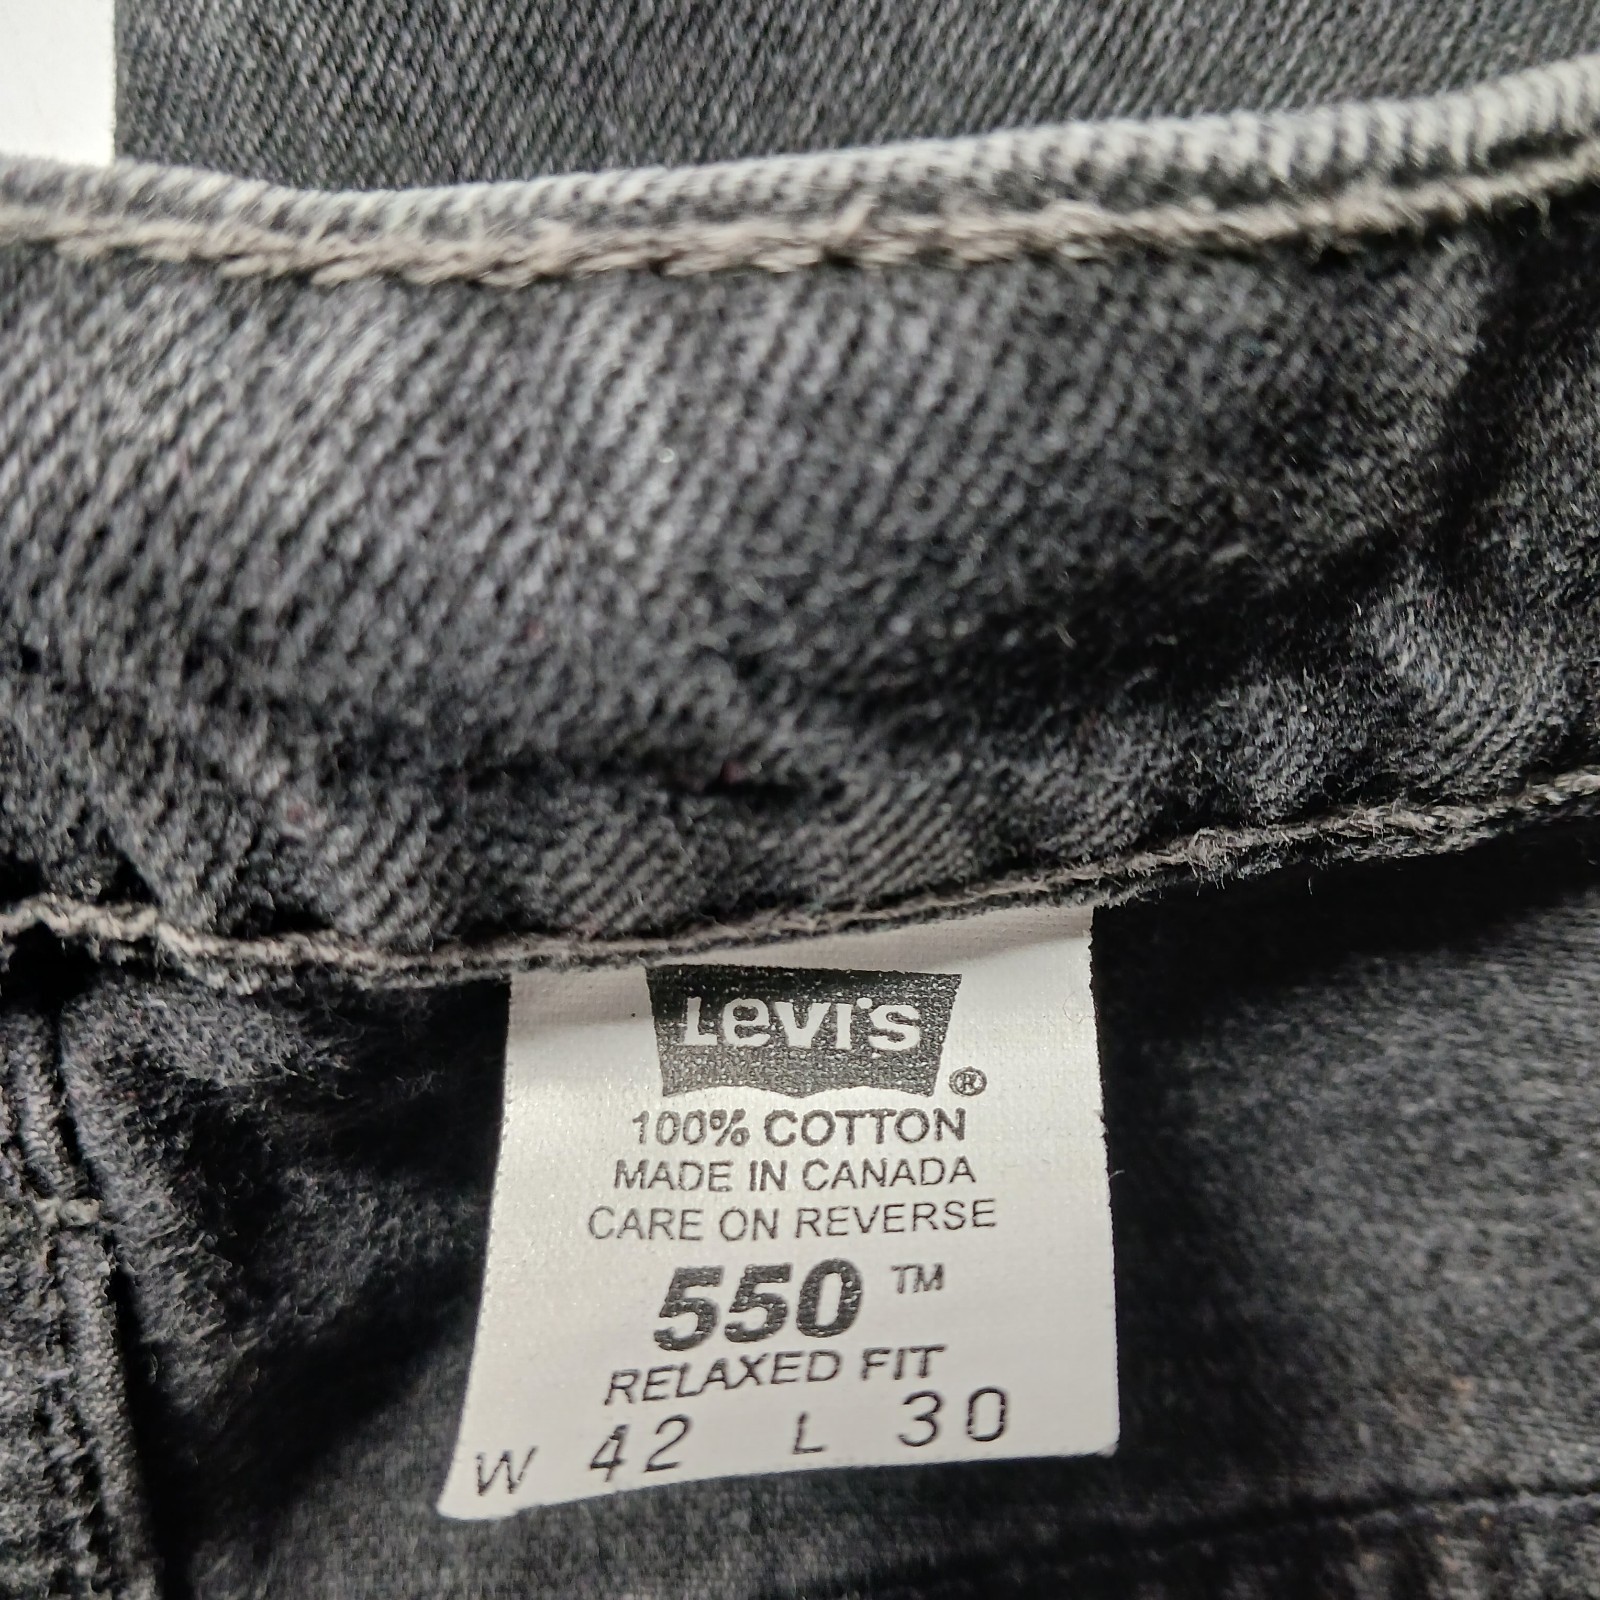 Levi's ®
100% COTTON
MADE IN CANADA
CARE ON REVERSE
550 TM
RELAXED FIT
W 42 L 30